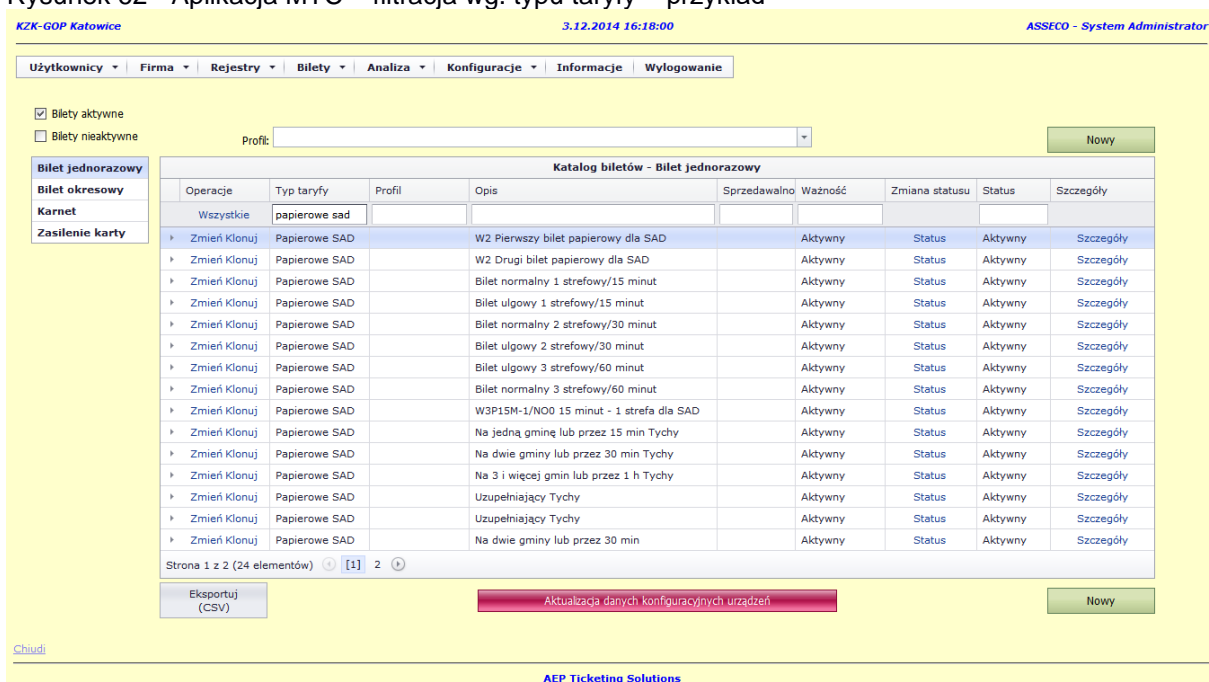 Rysunek 32 - Aplikacja MTC – filtracja wg. typu taryfy – przykład
KZK-GOP Katowice 3.12.2014 16:18:00 ASSECO - System Administrator
Użytkownicy Firma Rejestry Bilety Analiza Konfiguracje Informacje Wylogowanie
Bilety aktywne
Bilety nieaktywne Profil: Nowy
Bilet jednorazowy Katalog biletów - Bilet jednorazowy
Bilet okresowy Operacje Typ taryfy Profil Opis Sprzedawalno Ważność Zmiana statusu Status Szczegóły
Karnet Wszystkie papierowe sad
Zasilenie karty Zmień Klonuj Papierowe SAD W2 Pierwszy bilet papierowy dla SAD Aktywny Status Aktywny Szczegóły
Zmień Klonuj Papierowe SAD W2 Drugi bilet papierowy dla SAD Aktywny Status Aktywny Szczegóły
Zmień Klonuj Papierowe SAD Bilet normalny 1 strefowy/15 minut Aktywny Status Aktywny Szczegóły
Zmień Klonuj Papierowe SAD Bilet ulgowy 1 strefowy/15 minut Aktywny Status Aktywny Szczegóły
Zmień Klonuj Papierowe SAD Bilet normalny 2 strefowy/30 minut Aktywny Status Aktywny Szczegóły
Zmień Klonuj Papierowe SAD Bilet ulgowy 2 strefowy/30 minut Aktywny Status Aktywny Szczegóły
Zmień Klonuj Papierowe SAD Bilet ulgowy 3 strefowy/60 minut Aktywny Status Aktywny Szczegóły
Zmień Klonuj Papierowe SAD Bilet normalny 3 strefowy/60 minut Aktywny Status Aktywny Szczegóły
Zmień Klonuj Papierowe SAD W3P15M-1/NO0 15 minut - 1 strefa dla SAD Aktywny Status Aktywny Szczegóły
Zmień Klonuj Papierowe SAD Na jedną gminę lub przez 15 min Tychy Aktywny Status Aktywny Szczegóły
Zmień Klonuj Papierowe SAD Na dwie gminy lub przez 30 min Tychy Aktywny Status Aktywny Szczegóły
Zmień Klonuj Papierowe SAD Na 3 i więcej gmin lub przez 1 h Tychy Aktywny Status Aktywny Szczegóły
Zmień Klonuj Papierowe SAD Uzupełniający Tychy Aktywny Status Aktywny Szczegóły
Zmień Klonuj Papierowe SAD Uzupełniający Tychy Aktywny Status Aktywny Szczegóły
Zmień Klonuj Papierowe SAD Na dwie gminy lub przez 30 min Aktywny Status Aktywny Szczegóły
Strona 1 z 2 (24 elementów) [1] 2
Eksportuj
(CSV) Aktualizacja danych konfiguracyjnych urządzeń Nowy
Chiudi
AEP Ticketing Solutions